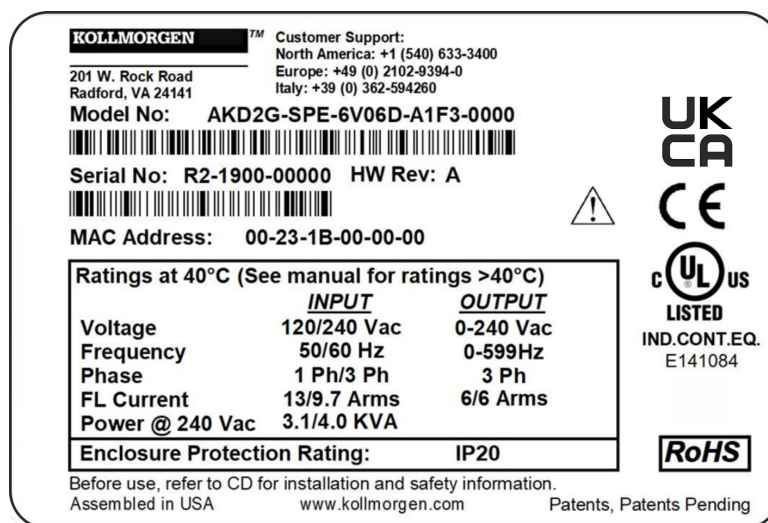 KOLLMORGEN TM
201 W. Rock Road
Radford, VA 24141
Customer Support:
North America: +1 (540) 633-3400
Europe: +49 (0) 2102-9394-0
Italy: +39 (0) 362-594260
Model No: AKD2G-SPE-6V06D-A1F3-0000
Serial No: R2-1900-00000 HW Rev: A
MAC Address: 00-23-1B-00-00-00
Ratings at 40°C (See manual for ratings >40°C)
INPUT OUTPUT
Voltage 120/240 Vac 0-240 Vac
Frequency 50/60 Hz 0-599Hz
Phase 1 Ph/3 Ph 3 Ph
FL Current 13/9.7 Arms 6/6 Arms
Power @ 240 Vac 3.1/4.0 KVA
Enclosure Protection Rating: IP20
Before use, refer to CD for installation and safety information.
Assembled in USA www.kollmorgen.com Patents, Patents Pending
UK
CA
CE
C UL ® US
LISTED
IND.CONT.EQ.
E141084
RoHS